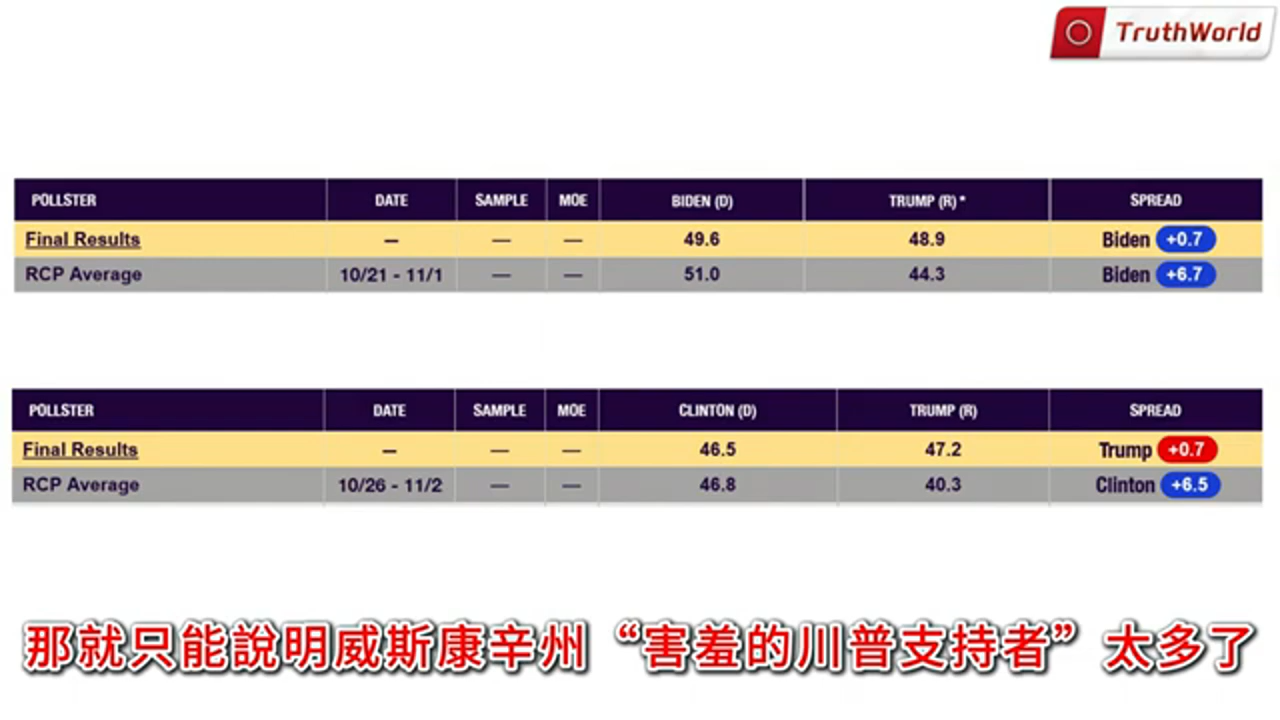 TruthWorld
POLLSTER DATE SAMPLE MOE BIDEN (D) TRUMP (R) * SPREAD
Final Results — — — 49.6 48.9 Biden +0.7
RCP Average 10/21 - 11/1 — — 51.0 44.3 Biden +6.7
POLLSTER DATE SAMPLE MOE CLINTON (D) TRUMP (R) SPREAD
Final Results — — — 46.5 47.2 Trump +0.7
RCP Average 10/26 - 11/2 — — 46.8 40.3 Clinton +6.5
那就只能說明威斯康辛州“害羞的川普支持者”太多了